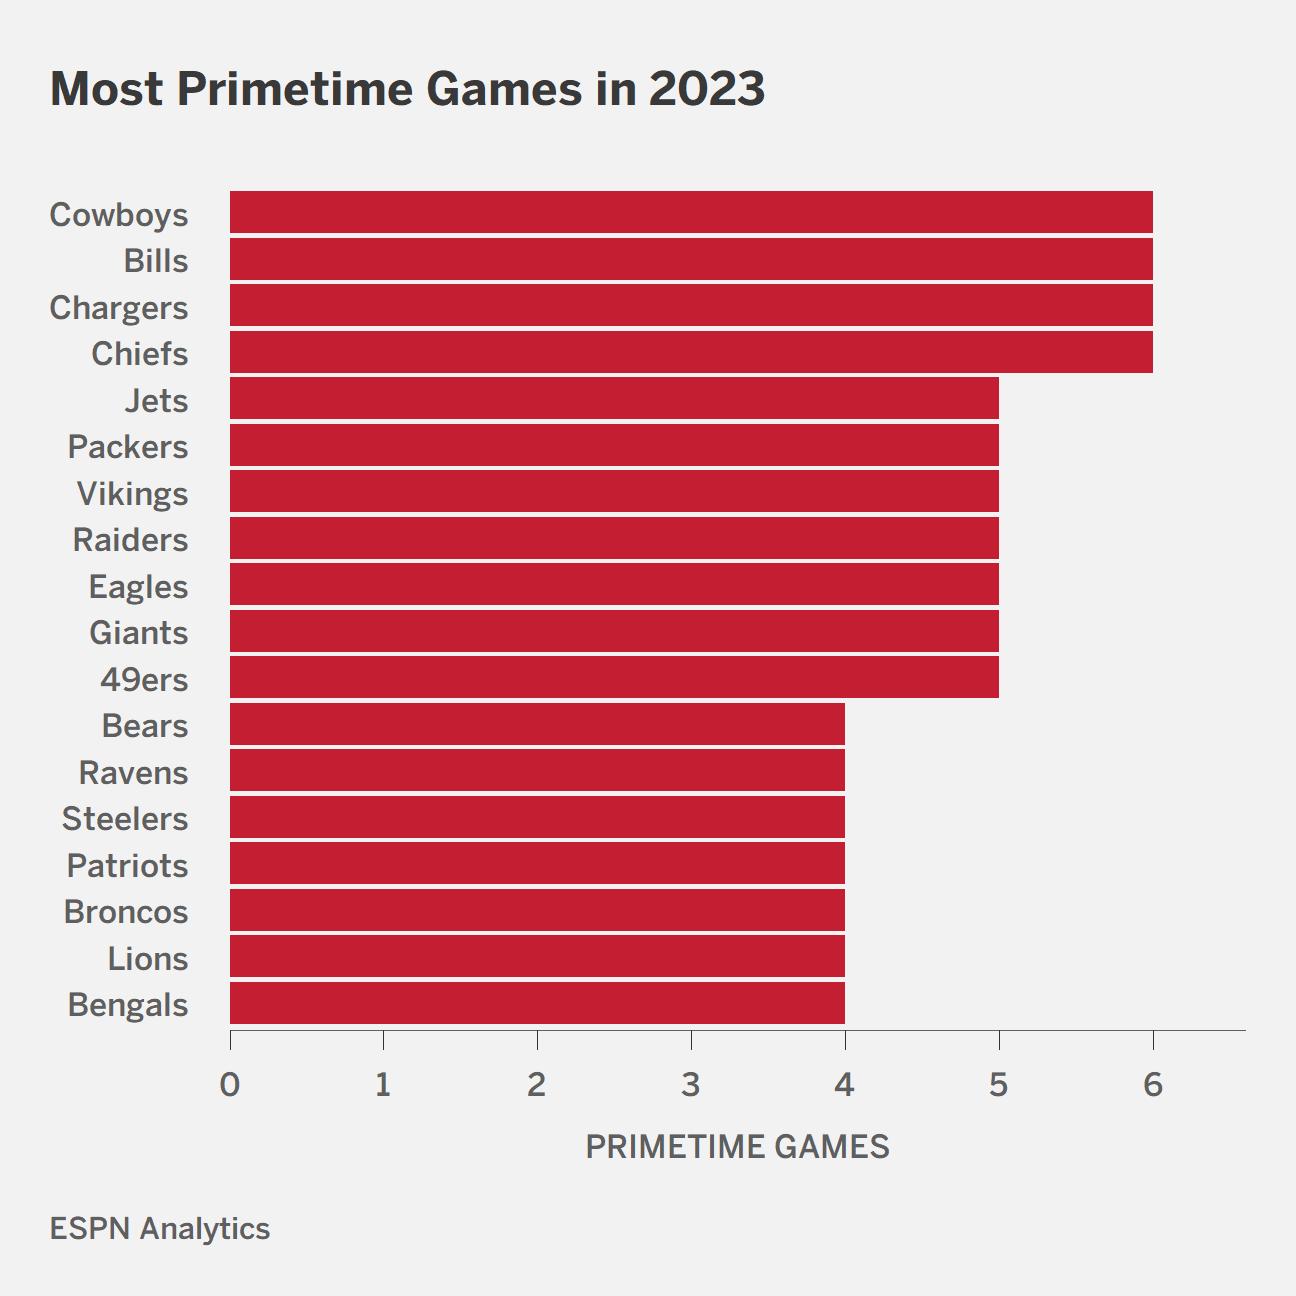 Most Primetime Games in 2023
Cowboys
Bills
Chargers
Chiefs
Jets
Packers
Vikings
Raiders
Eagles
Giants
49ers
Bears
Ravens
Steelers
Patriots
Broncos
Lions
Bengals
0 1 2 3 4 5 6
PRIMETIME GAMES
ESPN Analytics